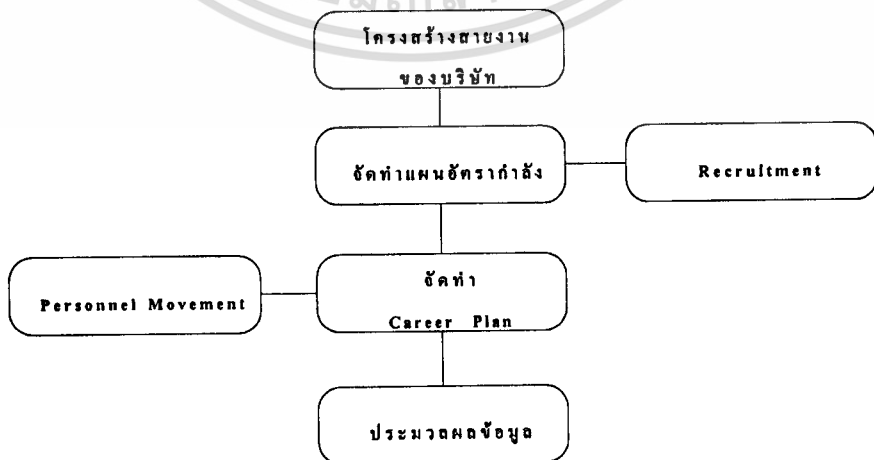 โครงสร้างสายงาน
ของบริษัท
จัดทำแผนอัตรากำลัง
Recruitment
จัดทำ
Career Plan
Personnel Movement
ประมวลผลข้อมูล